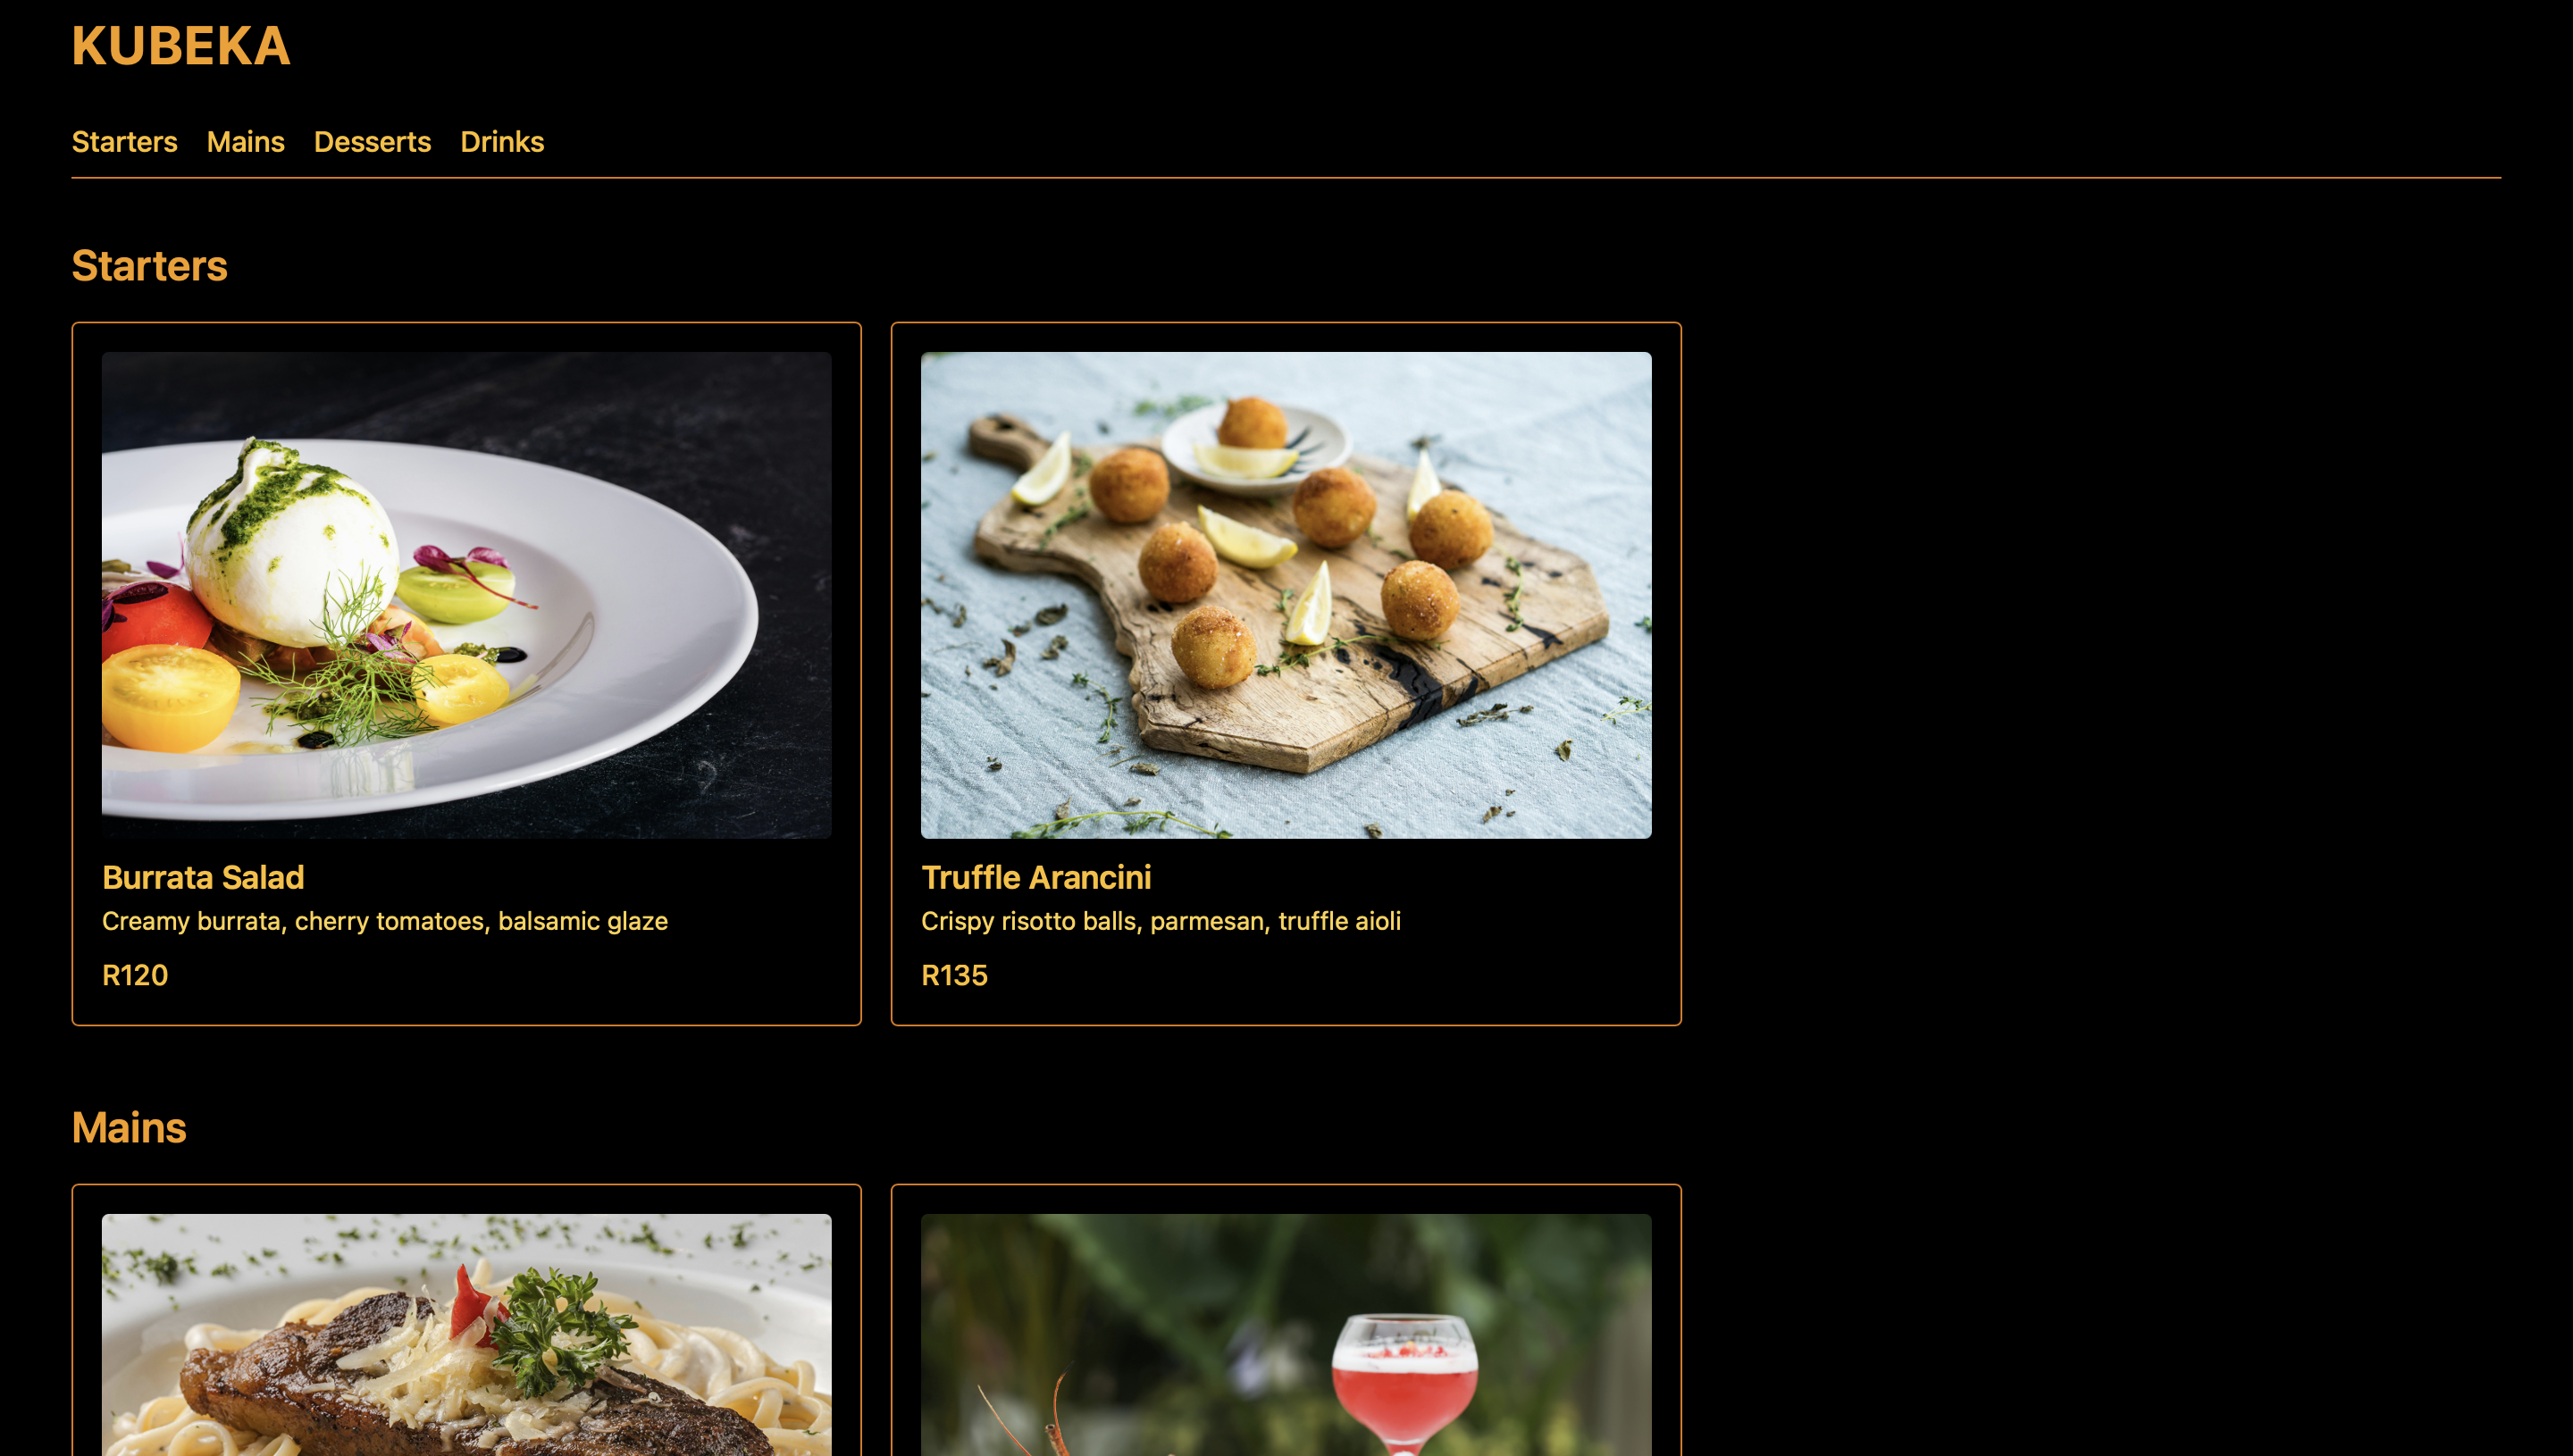 KUBEKA
Starters Mains Desserts Drinks
Starters
Burrata Salad
Creamy burrata, cherry tomatoes, balsamic glaze
R120
Truffle Arancini
Crispy risotto balls, parmesan, truffle aioli
R135
Mains